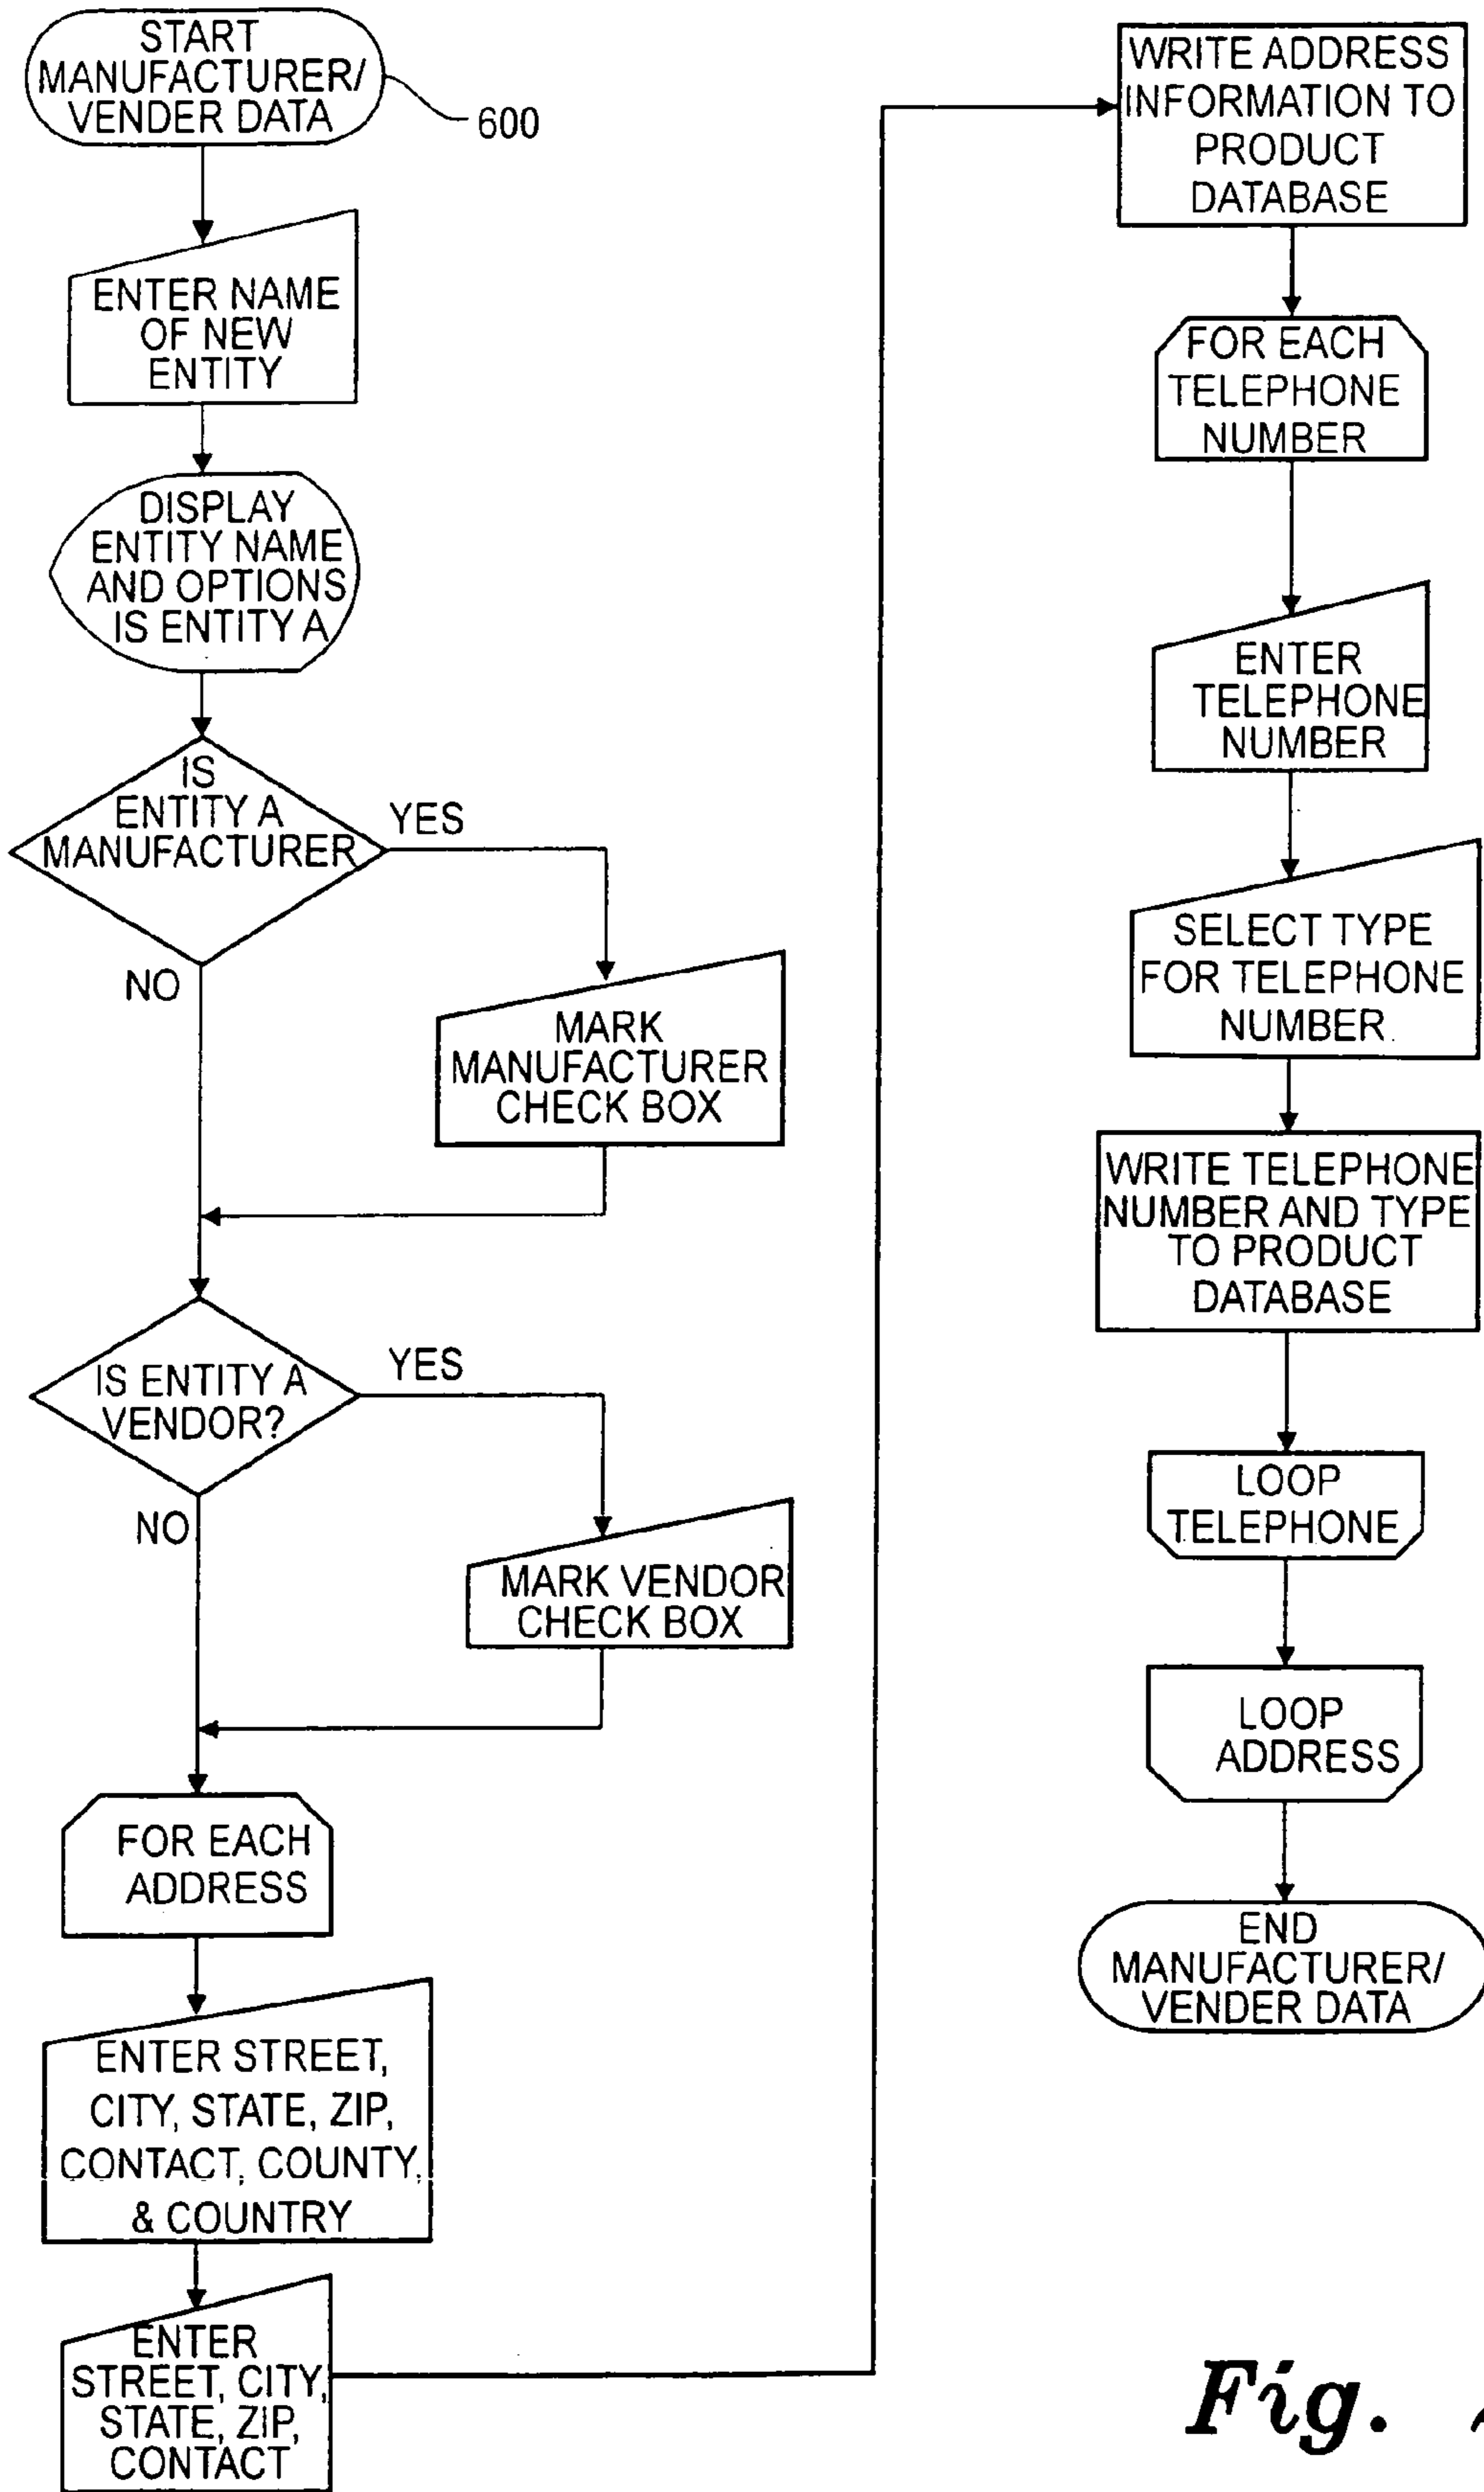 START
MANUFACTURER/
VENDER DATA
600
ENTER NAME
OF NEW
ENTITY
DISPLAY
ENTITY NAME
AND OPTIONS
IS ENTITY A
IS
ENTITY A
MANUFACTURER
YES
NO
MARK
MANUFACTURER
CHECK BOX
IS ENTITY A
VENDOR?
YES
NO
MARK VENDOR
CHECK BOX
FOR EACH
ADDRESS
ENTER STREET,
CITY, STATE, ZIP,
CONTACT, COUNTY,
& COUNTRY
ENTER
STREET, CITY,
STATE, ZIP,
CONTACT
WRITE ADDRESS
INFORMATION TO
PRODUCT
DATABASE
FOR EACH
TELEPHONE
NUMBER
ENTER
TELEPHONE
NUMBER
SELECT TYPE
FOR TELEPHONE
NUMBER
WRITE TELEPHONE
NUMBER AND TYPE
TO PRODUCT
DATABASE
LOOP
TELEPHONE
LOOP
ADDRESS
END
MANUFACTURER/
VENDER DATA
Fig.